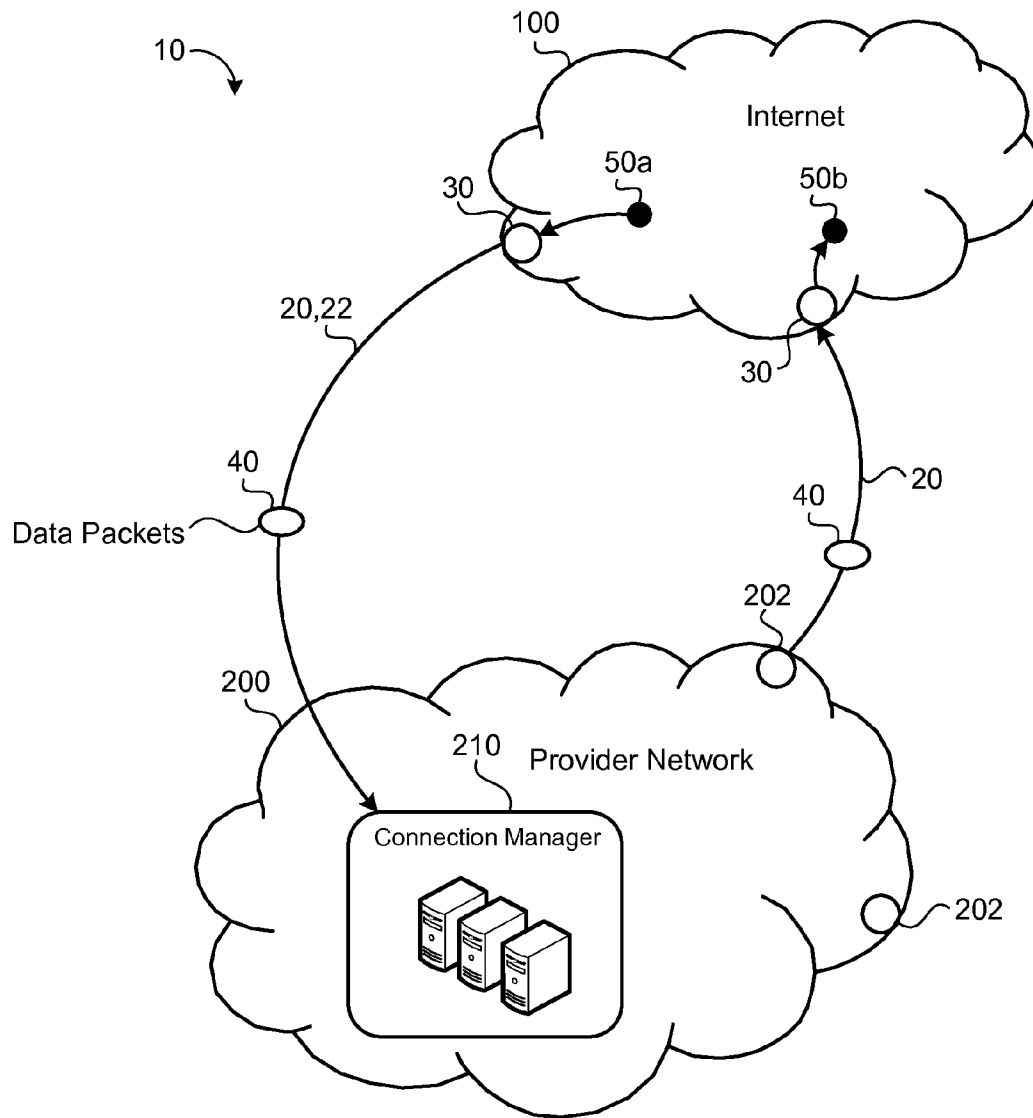 100
10
Internet
50a
50b
30
20,22
30
20
40
Data Packets
40
202
200
210
Provider Network
Connection Manager
202